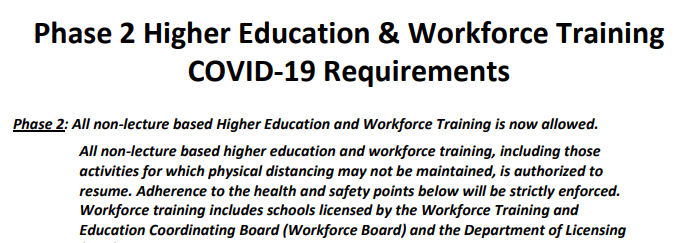 Phase 2 Higher Education & Workforce Training
COVID-19 Requirements
Phase 2: All non-lecture based Higher Education and Workforce Training is now allowed.
All non-lecture based higher education and workforce training, including those
activities for which physical distancing may not be maintained, is authorized to
resume. Adherence to the health and safety points below will be strictly enforced.
Workforce training includes schools licensed by the Workforce Training and
Education Coordinating Board (Workforce Board) and the Department of Licensing